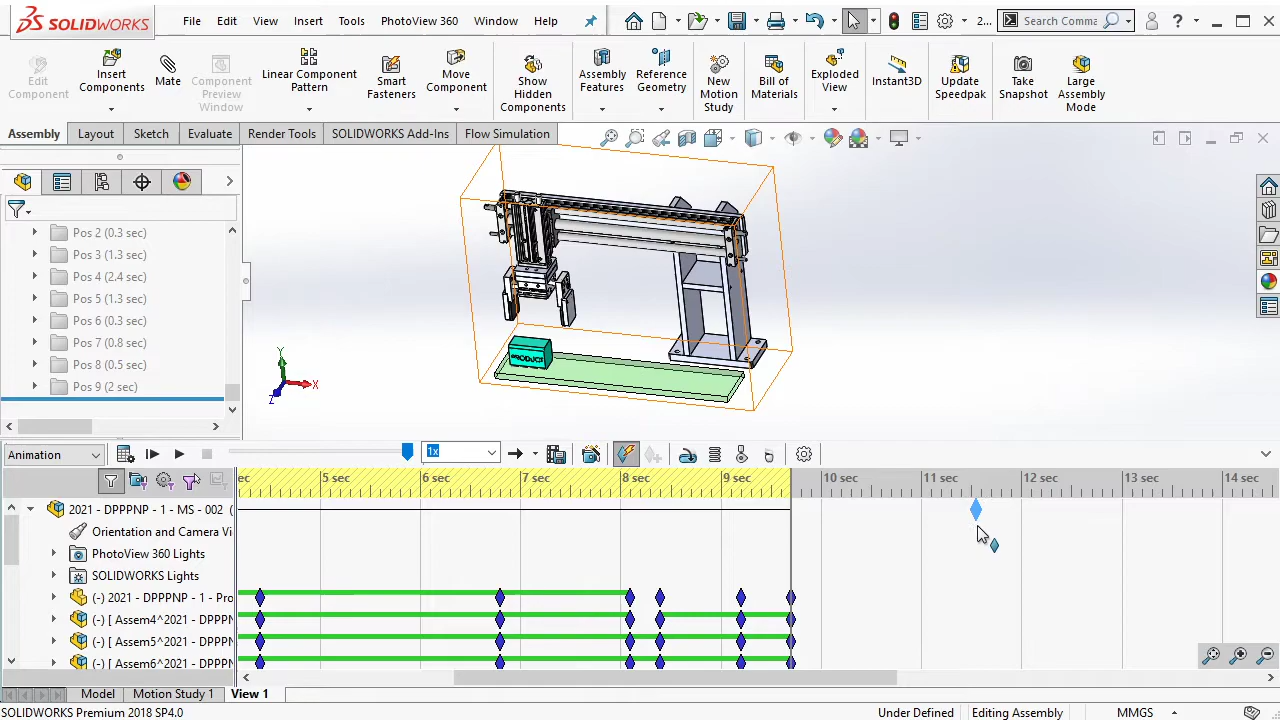 SOLIDWORKS
File Edit View Insert Tools PhotoView 360 Window Help
2...
Search Comma
?
Edit Component
Insert Components
Mate
Component Preview Window
Linear Component Pattern
Smart Fasteners
Move Component
Show Hidden Components
Assembly Features
Reference Geometry
New Motion Study
Bill of Materials
Exploded View
Instant3D
Update Speedpak
Take Snapshot
Large Assembly Mode
Assembly Layout Sketch Evaluate Render Tools SOLIDWORKS Add-Ins Flow Simulation
Pos 2 (0.3 sec)
Pos 3 (1.3 sec)
Pos 4 (2.4 sec)
Pos 5 (1.3 sec)
Pos 6 (0.3 sec)
Pos 7 (0.8 sec)
Pos 8 (0.5 sec)
Pos 9 (2 sec)
PRODUCT
Y
X
Z
Animation
1x
ec 5 sec 6 sec 7 sec 8 sec 9 sec 10 sec 11 sec 12 sec 13 sec 14 sec
2021 - DPPPNP - 1 - MS - 002 (
Orientation and Camera Vi
PhotoView 360 Lights
SOLIDWORKS Lights
(-) 2021 - DPPPNP - 1 - Pro
(-) [ Assem4^2021 - DPPPN
(-) [ Assem5^2021 - DPPPN
(-) [ Assem6^2021 - DPPPN
Model Motion Study 1 View 1
SOLIDWORKS Premium 2018 SP4.0
Under Defined Editing Assembly MMGS